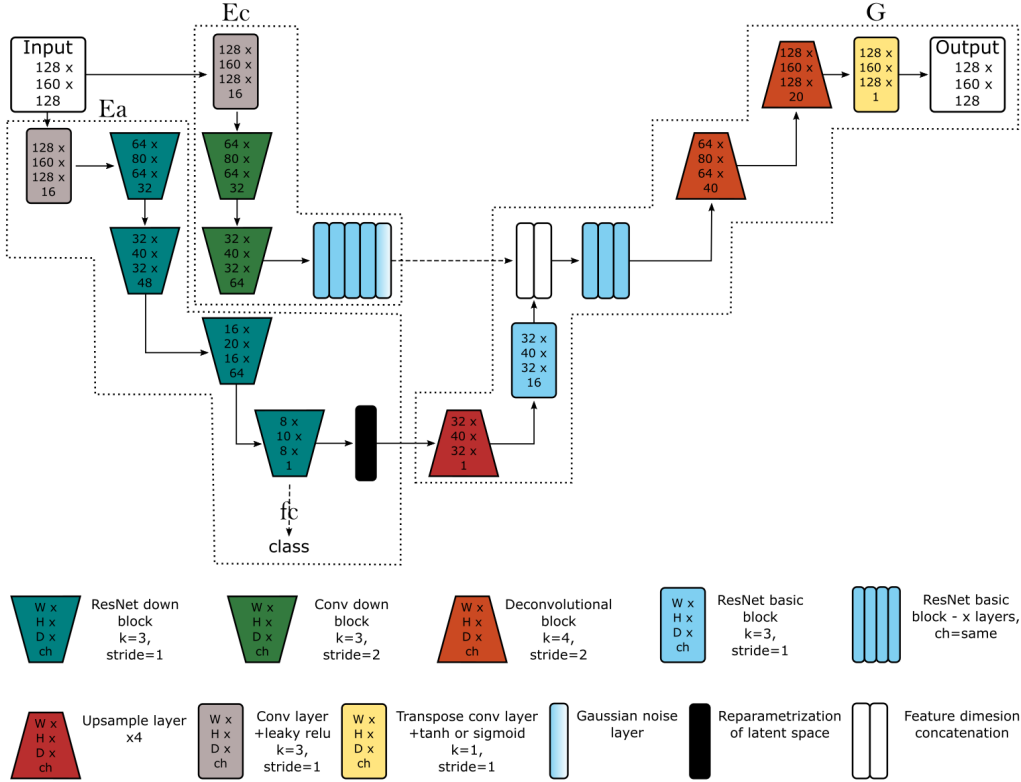 Ec
G
Input
128 x
160 x
128
128 x
160 x
128 x
16
128 x
160 x
128 x
20
128 x
160 x
128 x
1
Output
128 x
160 x
128
Ea
128 x
160 x
128 x
16
64 x
80 x
64 x
32
64 x
80 x
64 x
32
64 x
80 x
64 x
40
32 x
40 x
32 x
48
32 x
40 x
32 x
64
16 x
20 x
16 x
64
32 x
40 x
32 x
16
8 x
10 x
8 x
1
32 x
40 x
32 x
1
fc
class
W x
H x
D x
ch
ResNet down
block
k=3,
stride=1
W x
H x
D x
ch
Conv down
block
k=3,
stride=2
W x
H x
D x
ch
Deconvolutional
block
k=4,
stride=2
W x
H x
D x
ch
ResNet basic
block
k=3,
stride=1
ResNet basic
block - x layers,
ch=same
W x
H x
D x
ch
Upsample layer
x4
W x
H x
D x
ch
Conv layer
+leaky relu
k=3,
stride=1
W x
H x
D x
ch
Transpose conv layer
+tanh or sigmoid
k=1,
stride=1
Gaussian noise
layer
Reparametrization
of latent space
Feature dimesion
concatenation